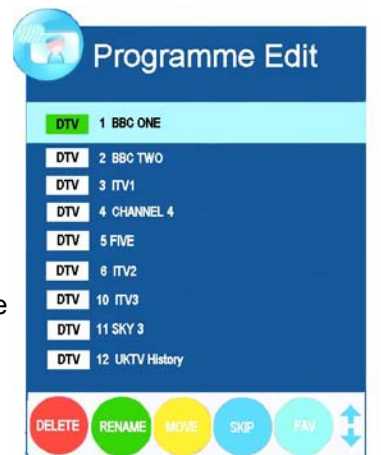 Programme Edit
DTV 1 BBC ONE
DTV 2 BBC TWO
DTV 3 ITV1
DTV 4 CHANNEL 4
DTV 5 FIVE
DTV 6 ITV2
e
DTV 10 ITV3
DTV 11 SKY 3
DTV 12 UKTV History
DELETE RENAME MOVE SKIP FAV